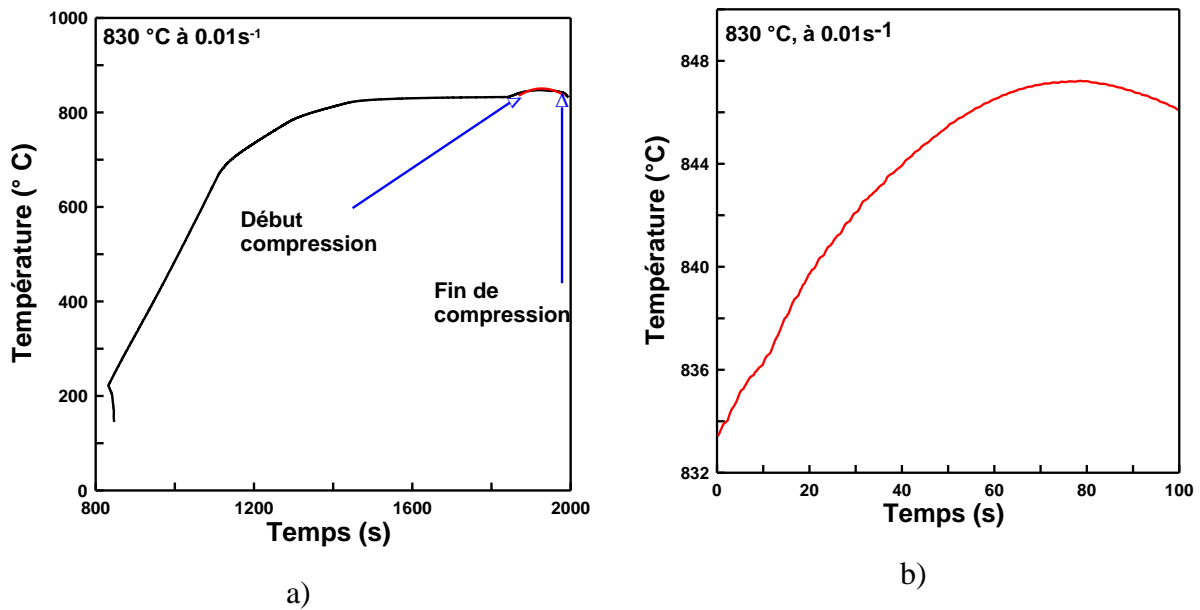 830 °C à 0.01s-1
Température (° C)
1000
800
600
400
200
0
Début
compression
Fin de
compression
800
1200
1600
2000
Temps (s)
a)
830 °C, à 0.01s-1
Température (°C)
848
844
840
836
832
0
20
40
60
80
100
Temps (s)
b)